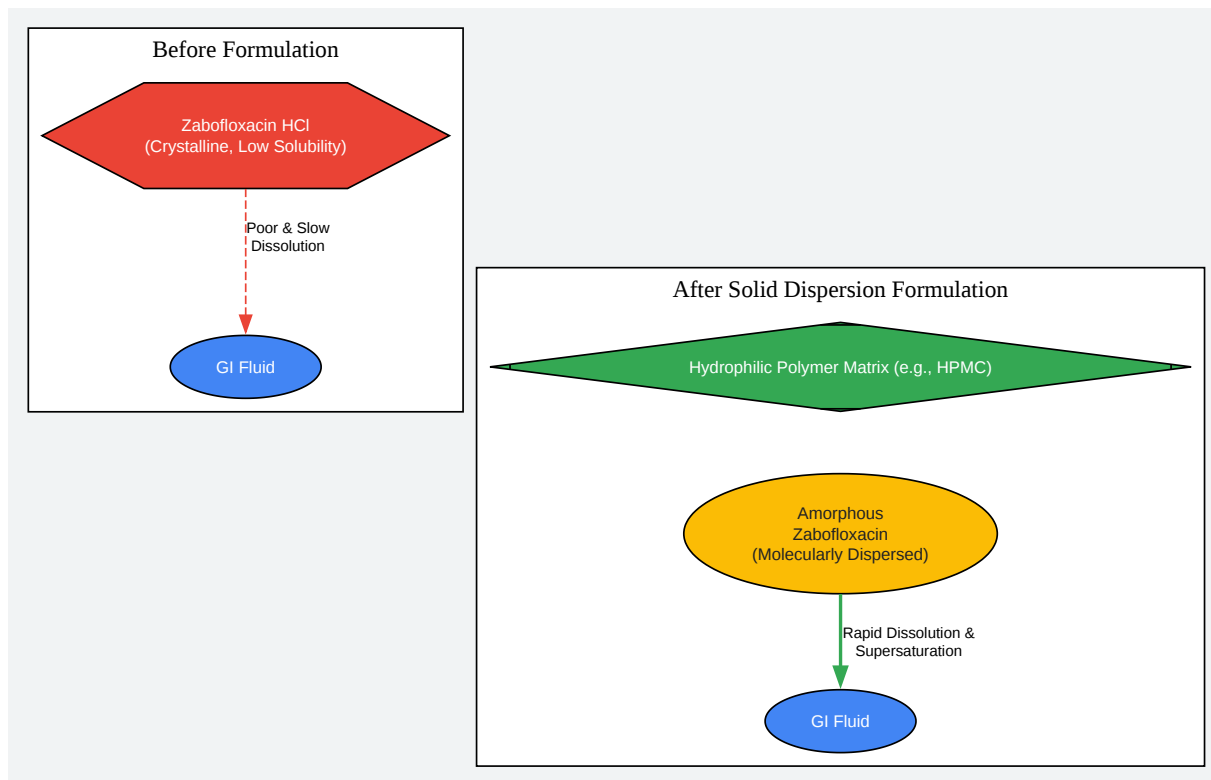 Before Formulation
Zabofloxacin HCl
(Crystalline, Low Solubility)
Poor & Slow
Dissolution
GI Fluid
After Solid Dispersion Formulation
Hydrophilic Polymer Matrix (e.g., HPMC)
Amorphous
Zabofloxacin
(Molecularly Dispersed)
Rapid Dissolution &
Supersaturation
GI Fluid